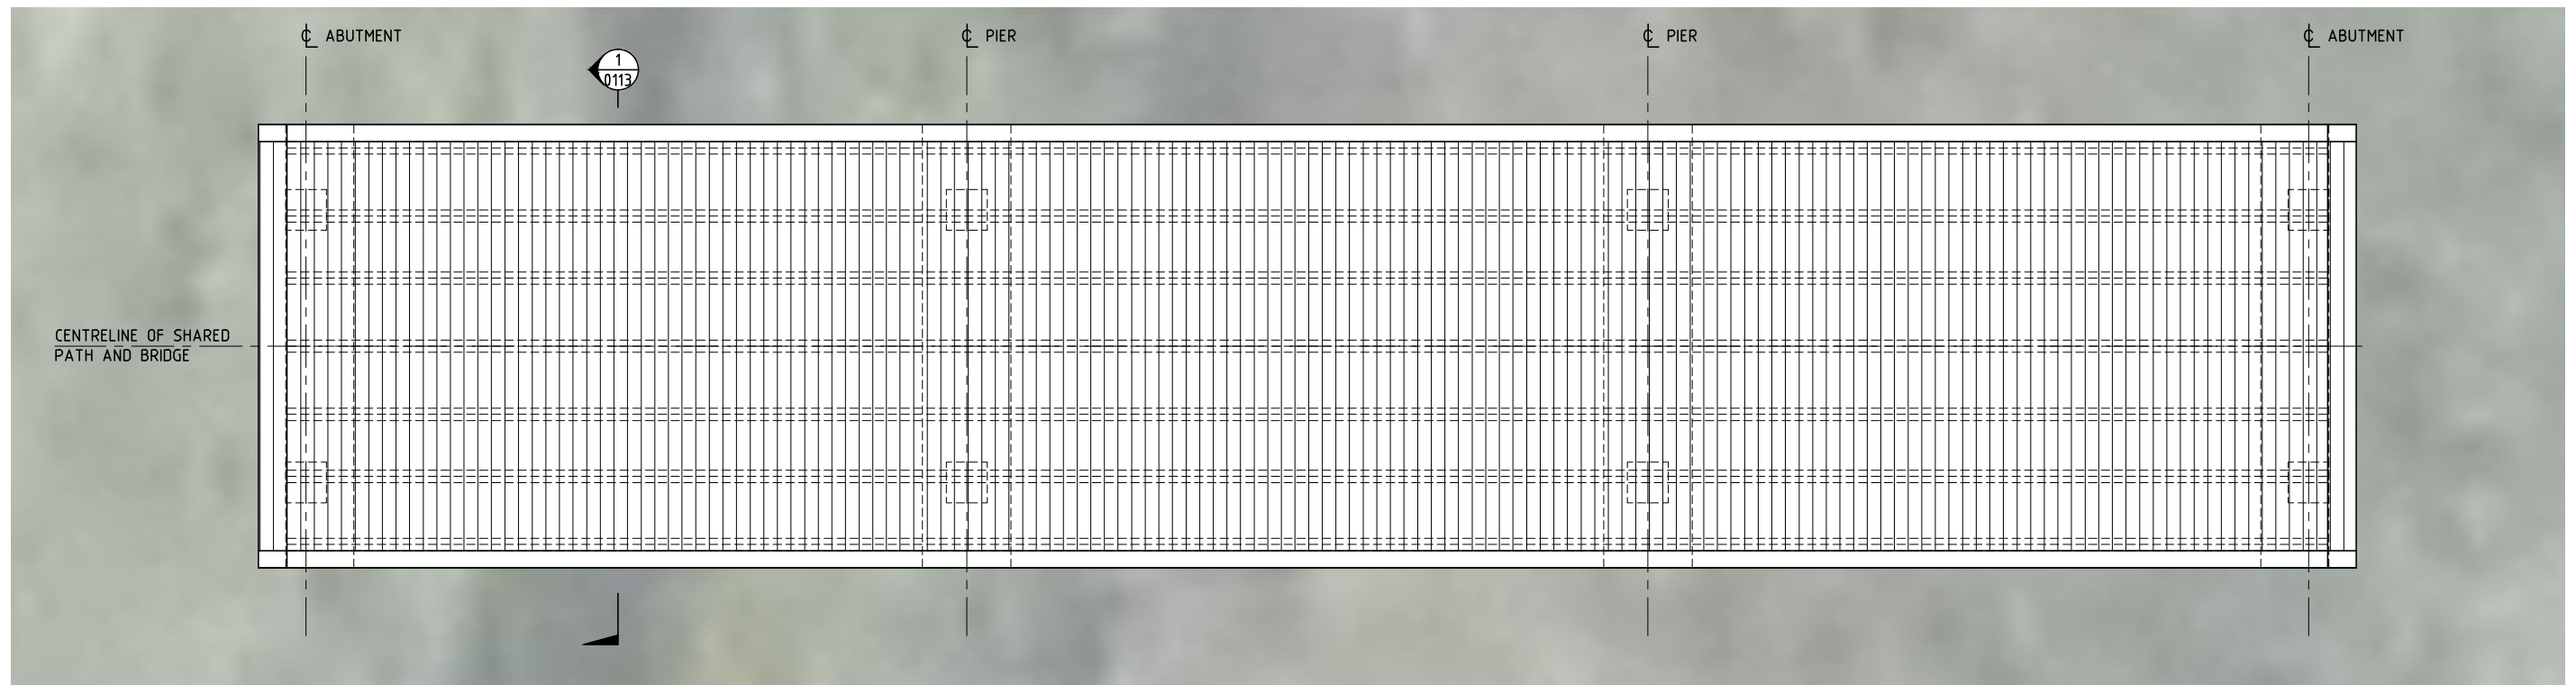 ℄ ABUTMENT
℄ PIER
℄ PIER
℄ ABUTMENT
1
0113
CENTRELINE OF SHARED
PATH AND BRIDGE